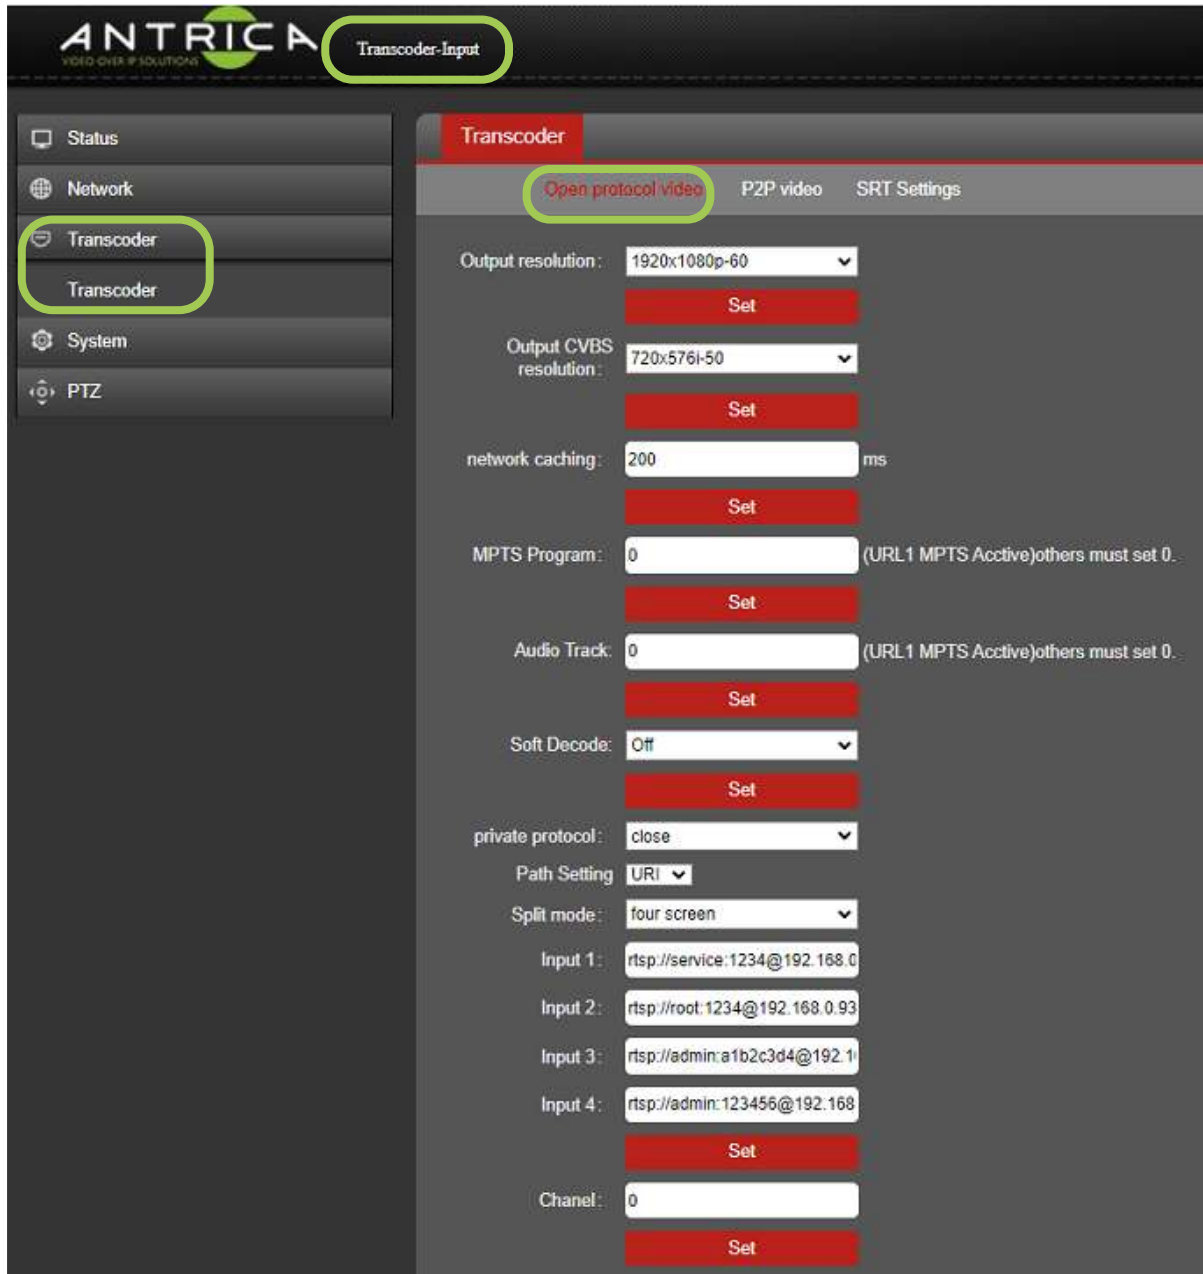 ANTRICA
VIDEO OVER IP SOLUTIONS
Transcoder-Input
Status
Network
Transcoder
Transcoder
System
PTZ
Transcoder
Open protocol video P2P video SRT Settings
Output resolution: 1920x1080p-60
Set
Output CVBS
resolution: 720x576i-50
Set
network caching: 200 ms
Set
MPTS Program: 0 (URL1 MPTS Acctive)others must set 0.
Set
Audio Track: 0 (URL1 MPTS Acctive)others must set 0.
Set
Soft Decode: Off
Set
private protocol: close
Path Setting URI
Split mode: four screen
Input 1: rtsp://service:1234@192.168.0
Input 2: rtsp://root:1234@192.168.0.93
Input 3: rtsp://admin:a1b2c3d4@192.1
Input 4: rtsp://admin:123456@192.168
Set
Chanel: 0
Set